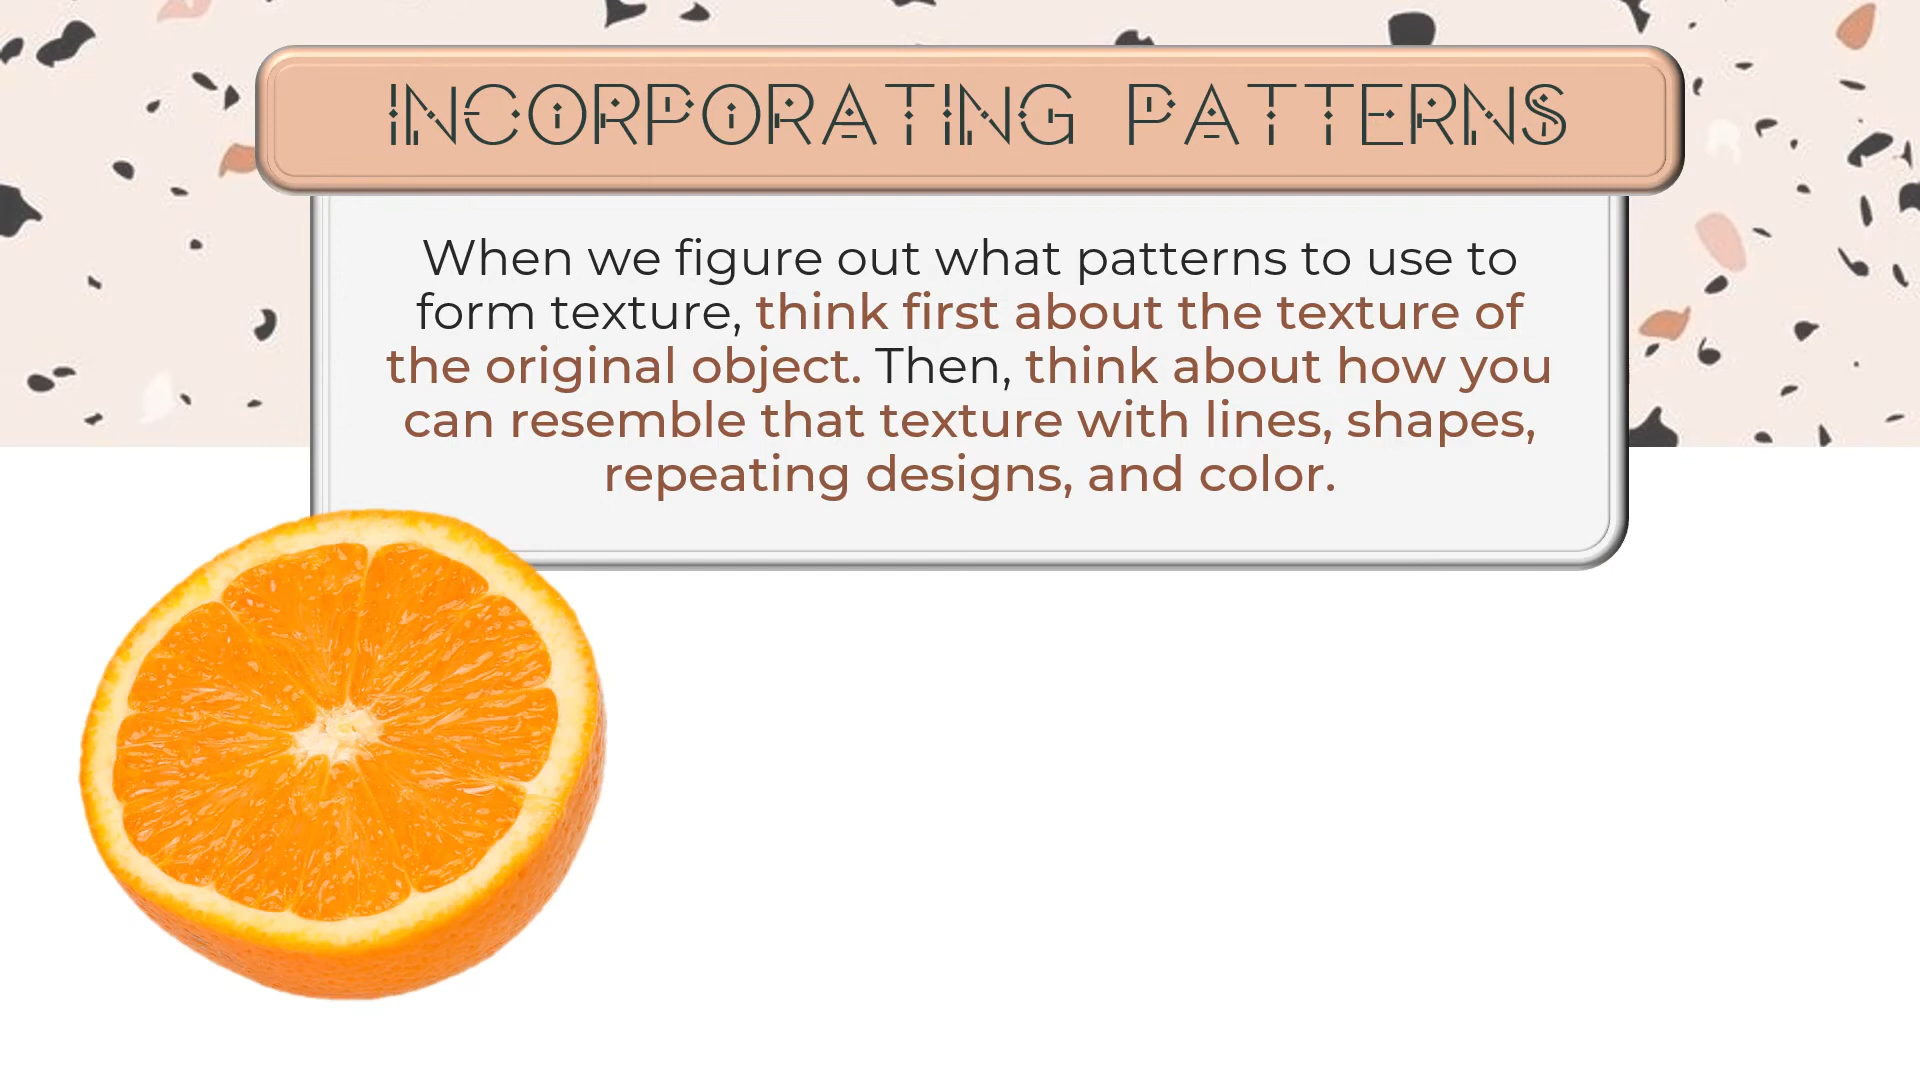 INCORPORATING PATTERNS
When we figure out what patterns to use to
form texture, think first about the texture of
the original object. Then, think about how you
can resemble that texture with lines, shapes,
repeating designs, and color.